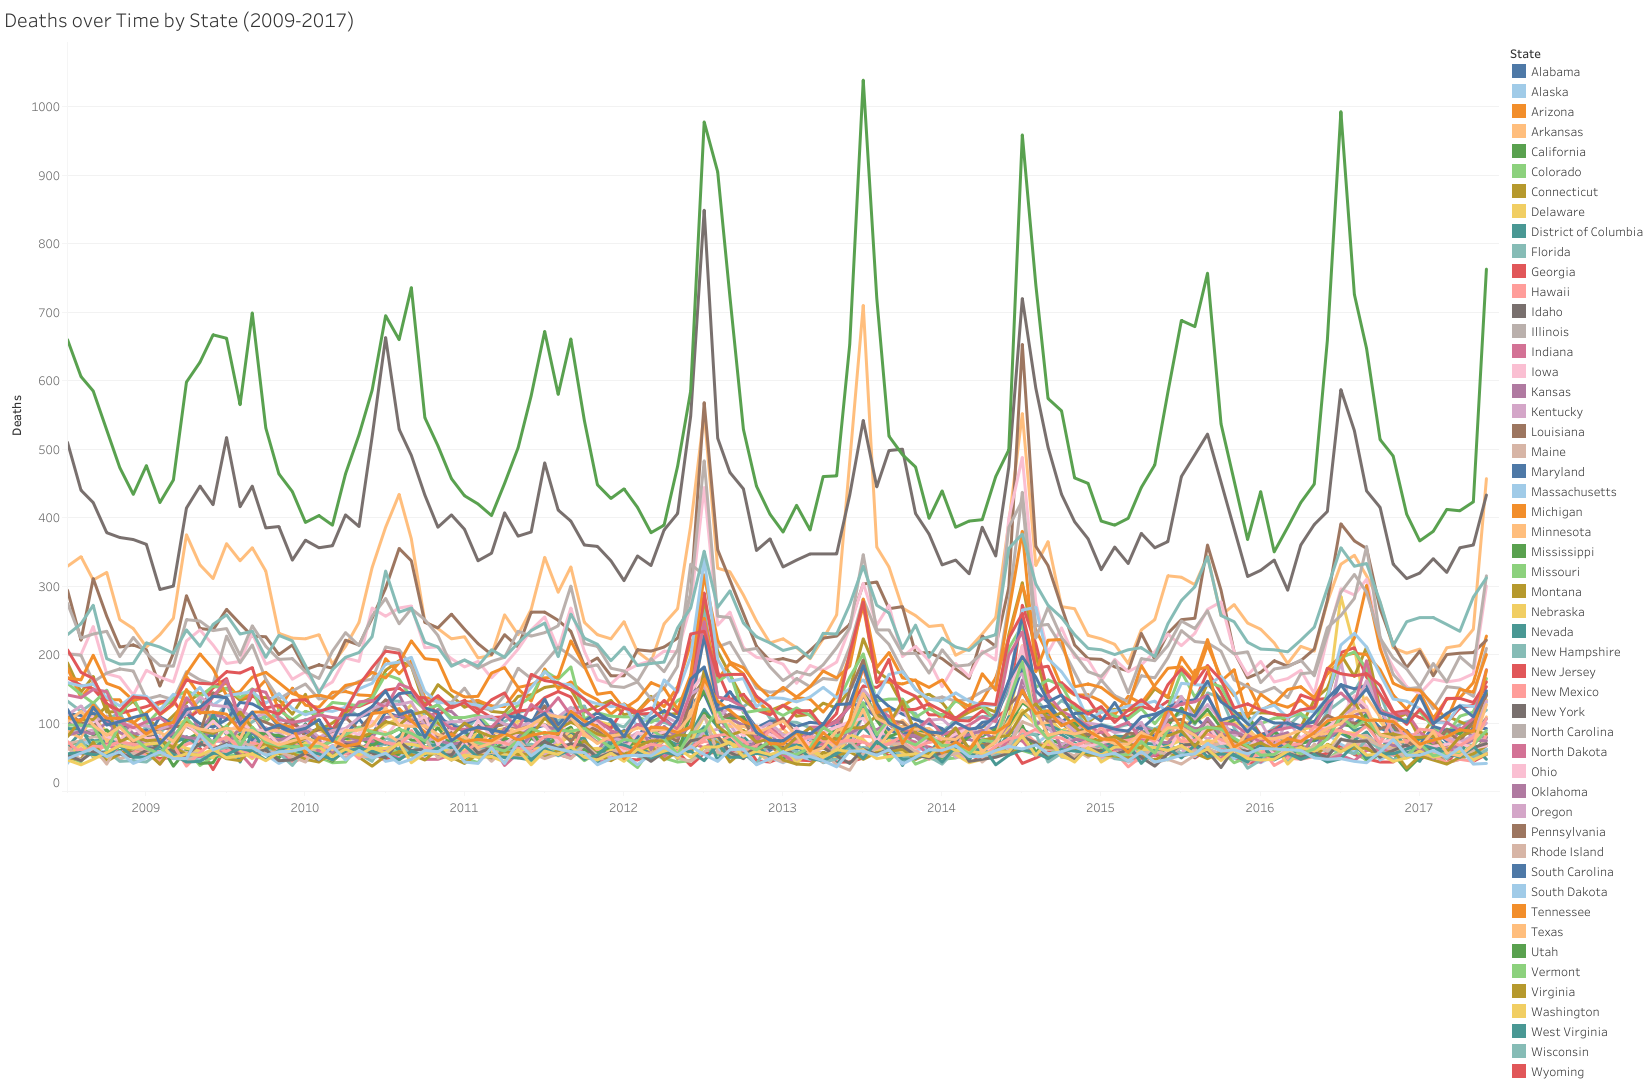 Deaths over Time by State (2009-2017)
State
Alabama
Alaska
Arizona
Arkansas
California
Colorado
Connecticut
Delaware
District of Columbia
Florida
Georgia
Hawaii
Idaho
Illinois
Indiana
Iowa
Kansas
Kentucky
Louisiana
Maine
Maryland
Massachusetts
Michigan
Minnesota
Mississippi
Missouri
Montana
Nebraska
Nevada
New Hampshire
New Jersey
New Mexico
New York
North Carolina
North Dakota
Ohio
Oklahoma
Oregon
Pennsylvania
Rhode Island
South Carolina
South Dakota
Tennessee
Texas
Utah
Vermont
Virginia
Washington
West Virginia
Wisconsin
Wyoming
Deaths
1000
900
800
700
600
500
400
300
200
100
0
2009 2010 2011 2012 2013 2014 2015 2016 2017